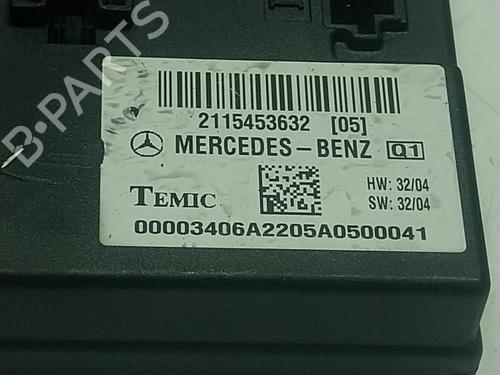 B-PARTS
2115453632 [05]
MERCEDES-BENZ Q1
HW: 32/04
TEMIC
SW: 32/04
00003406A2205A0500041